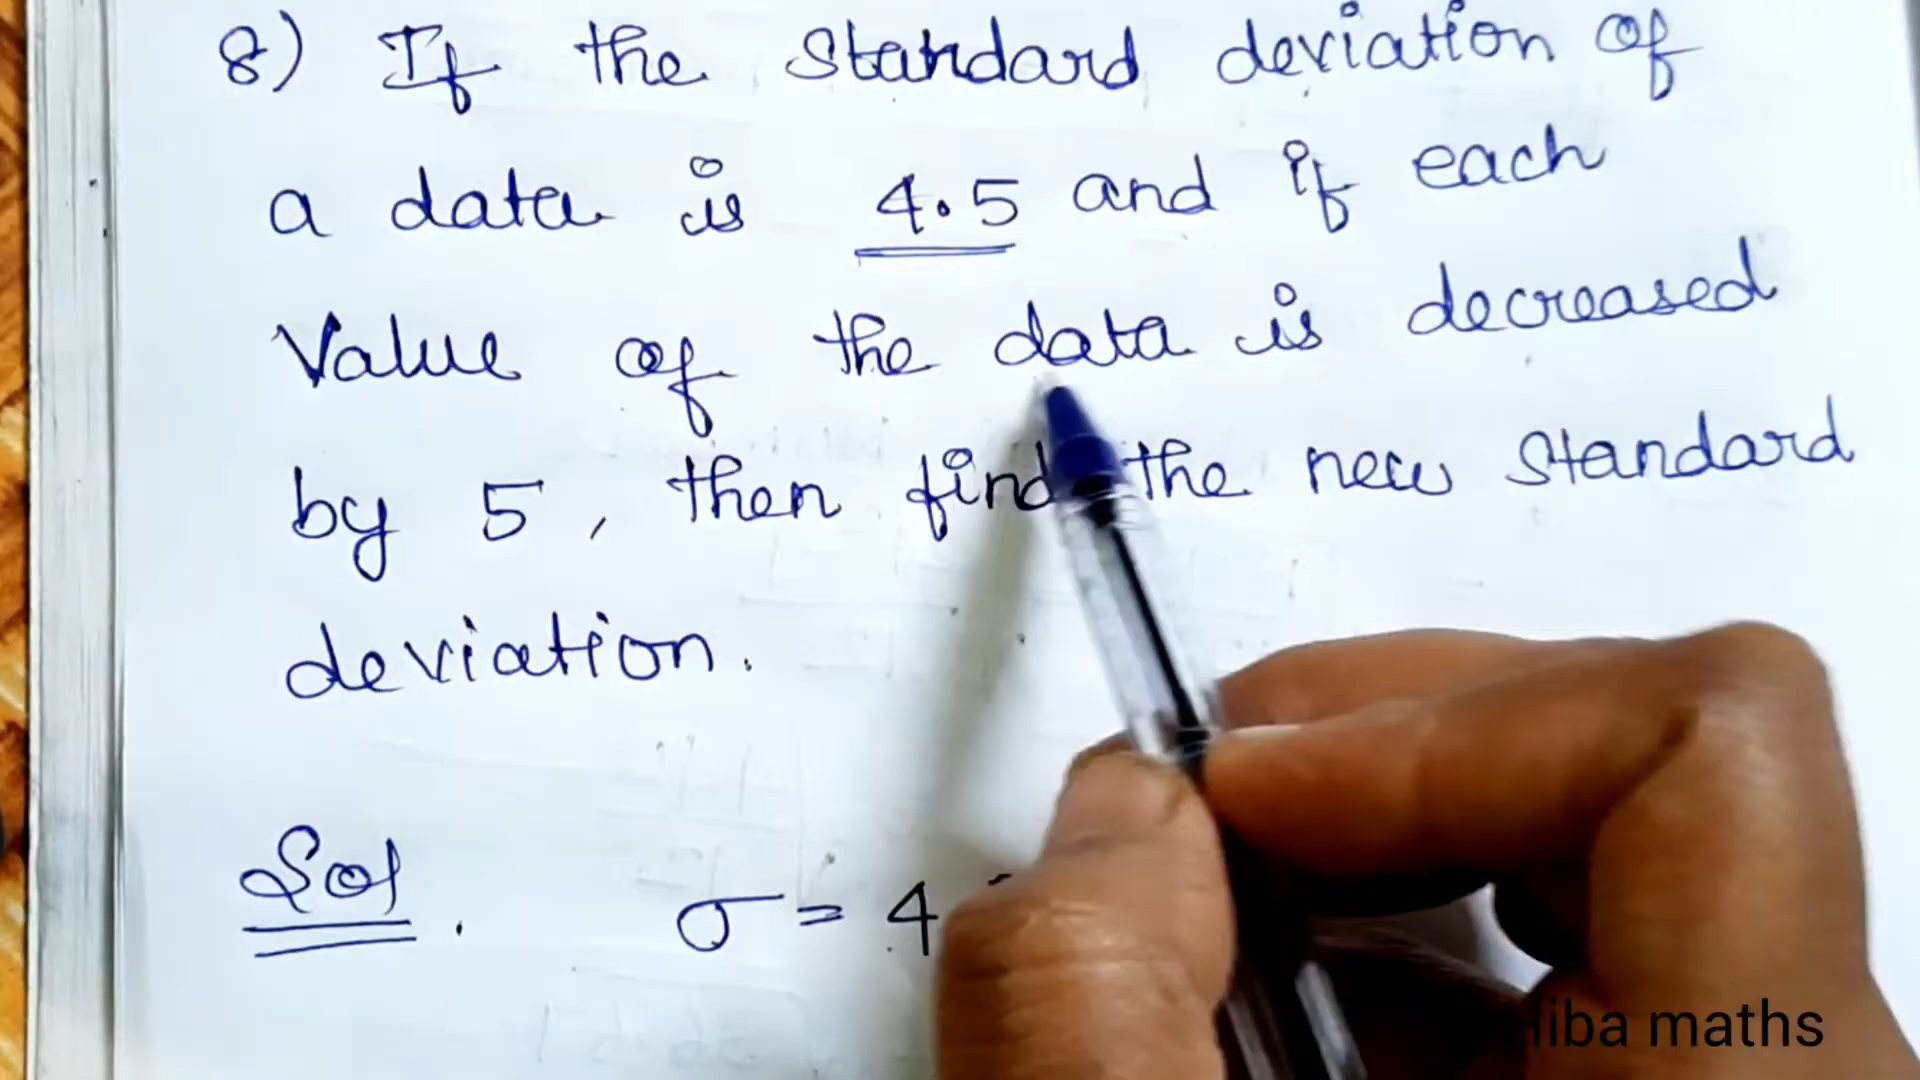 8) If the Standard deviation of
a data is 4.5 and if each
Value of the data is decreased
by 5, then find the new Standard
deviation.
Sol. σ = 4
maths